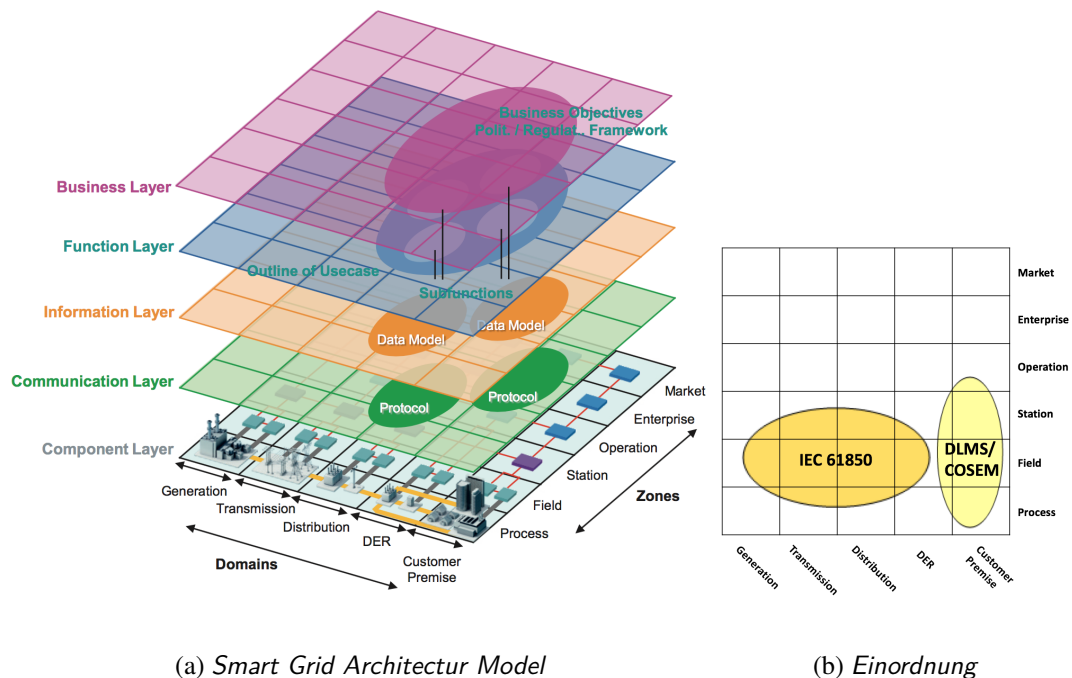 Business Objectives
Polit. / Regulat.. Framework
Business Layer
Function Layer
Outline of Usecase
Subfunctions
Information Layer
Data Model
Data Model
Communication Layer
Protocol
Protocol
Component Layer
Market
Enterprise
Operation
Station
Field
Process
Zones
Generation
Transmission
Distribution
DER
Customer
Premise
Domains
(a) Smart Grid Architectur Model
Market
Enterprise
Operation
Station
Field
Process
IEC 61850
DLMS/
COSEM
Generation
Transmission
Distribution
DER
Customer
Premise
(b) Einordnung